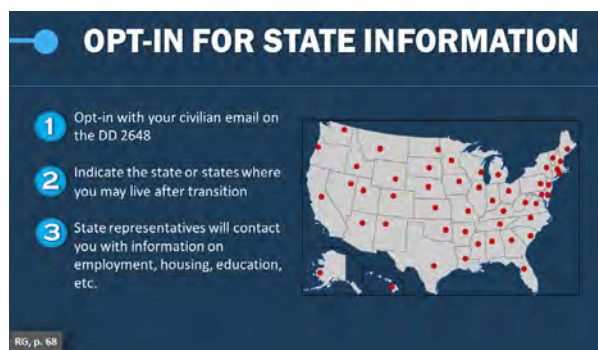 OPT-IN FOR STATE INFORMATION
1 Opt-in with your civilian email on
the DD 2648
2 Indicate the state or states where
you may live after transition
3 State representatives will contact
you with information on
employment, housing, education,
etc.
RG, p. 68